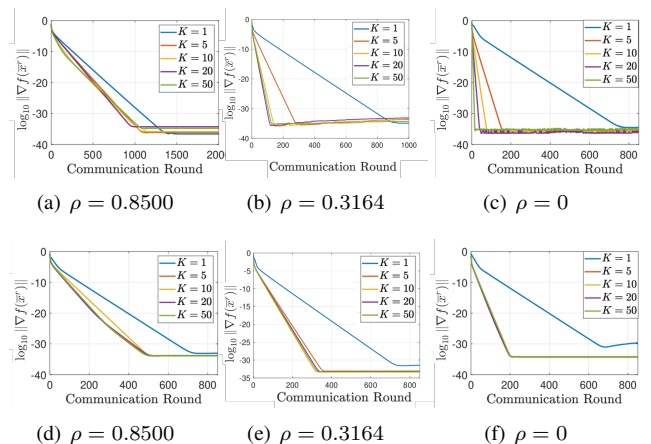 0
-10
-20
-30
-40
log₁₀ ‖∇f(x̄ʳ)‖
K = 1
K = 5
K = 10
K = 20
K = 50
0 500 1000 1500 2000
Communication Round
(a) ρ = 0.8500
0
-10
-20
-30
-40
log₁₀ ‖∇f(x̄ʳ)‖
K = 1
K = 5
K = 10
K = 20
K = 50
0 200 400 600 800 1000
Communication Round
(b) ρ = 0.3164
0
-10
-20
-30
-40
log₁₀ ‖∇f(x̄ʳ)‖
K = 1
K = 5
K = 10
K = 20
K = 50
0 200 400 600 800
Communication Round
(c) ρ = 0
0
-10
-20
-30
-40
log₁₀ ‖∇f(x̄ʳ)‖
K = 1
K = 5
K = 10
K = 20
K = 50
0 200 400 600 800
Communication Round
(d) ρ = 0.8500
0
-5
-10
-15
-20
-25
-30
-35
log₁₀ ‖∇f(x̄ʳ)‖
K = 1
K = 5
K = 10
K = 20
K = 50
0 200 400 600 800
Communication Round
(e) ρ = 0.3164
0
-10
-20
-30
-40
log₁₀ ‖∇f(x̄ʳ)‖
K = 1
K = 5
K = 10
K = 20
K = 50
0 200 400 600 800
Communication Round
(f) ρ = 0